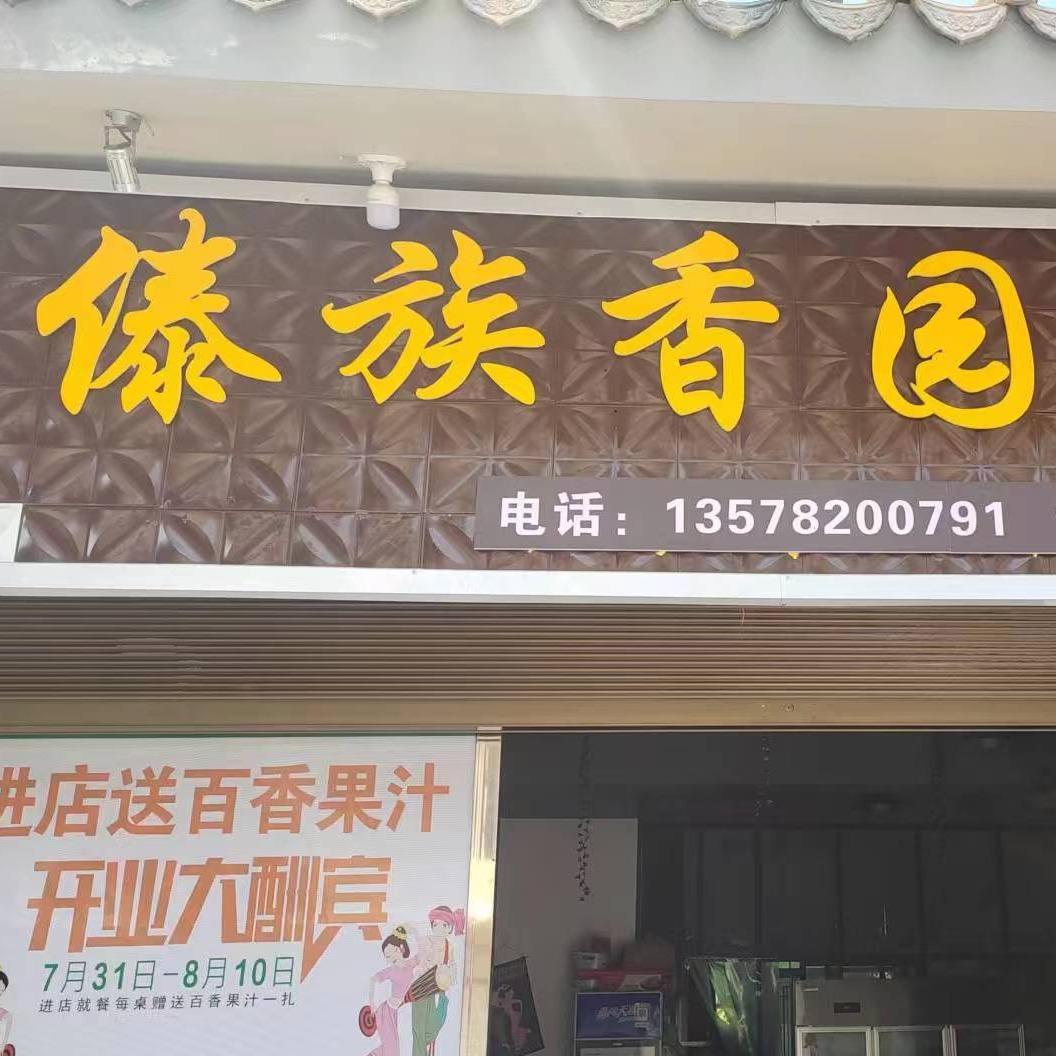 傣族香园
电话：13578200791
进店送百香果汁
开业大酬宾
7月31日-8月10日
进店就餐每桌赠送百香果汁一扎